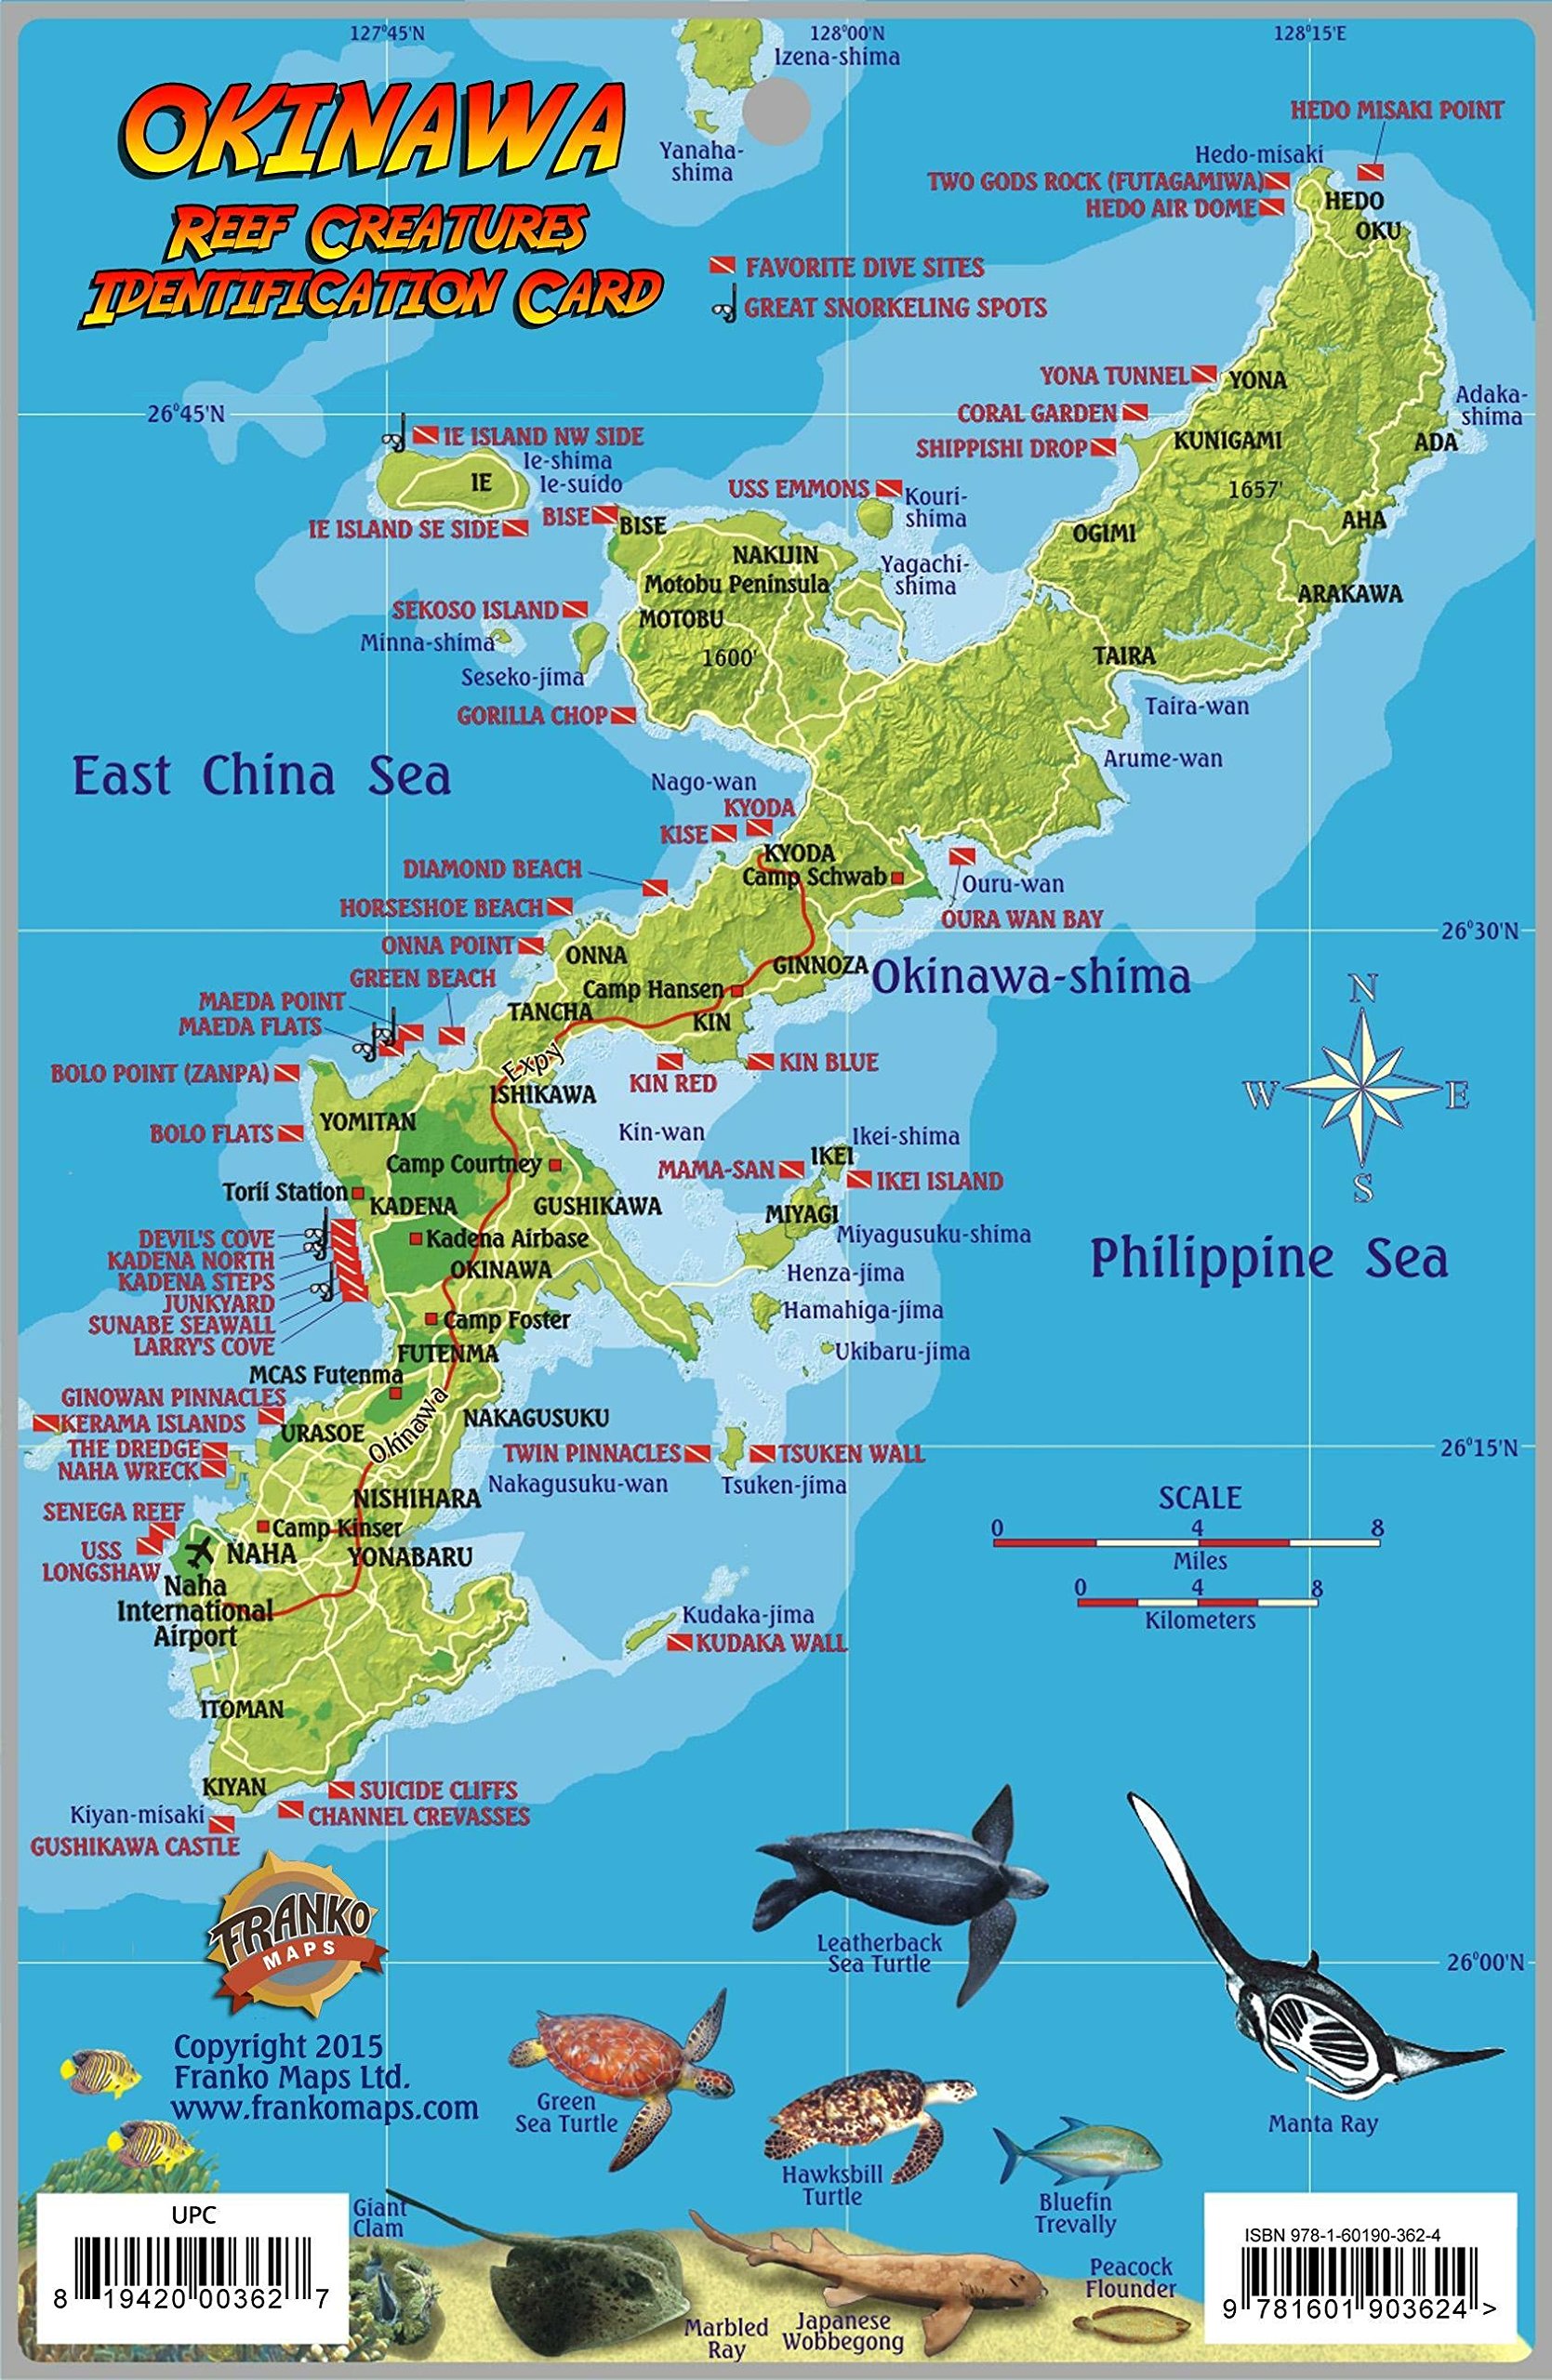 127°45'N
128°00'N
128°15'E
Izena-shima
OKINAWA
REEF CREATURES
IDENTIFICATION CARD
Yanaha-
shima
HEDO MISAKI POINT
Hedo-misaki
TWO GODS ROCK (FUTAGAMIWA)
HEDO AIR DOME
HEDO
OKU
FAVORITE DIVE SITES
GREAT SNORKELING SPOTS
YONA TUNNEL
YONA
CORAL GARDEN
SHIPPISHI DROP
KUNIGAMI
1657'
Adaka-
shima
ADA
26°45'N
IE ISLAND NW SIDE
Ie-shima
Ie-suido
IE
IE ISLAND SE SIDE
BISE
BISE
USS EMMONS
Kouri-
shima
OGIMI
AHA
NAKIJIN
Motobu Peninsula
Yagachi-
shima
ARAKAWA
SEKOSO ISLAND
MOTOBU
Minna-shima
1600'
TAIRA
Seseko-jima
Taira-wan
GORILLA CHOP
Arume-wan
East China Sea
Nago-wan
KYODA
KISE
KYODA
Camp Schwab
Ouru-wan
OURA WAN BAY
DIAMOND BEACH
HORSESHOE BEACH
ONNA POINT
ONNA
26°30'N
GREEN BEACH
GINNOZA
Okinawa-shima
Camp Hansen
MAEDA POINT
MAEDA FLATS
TANCHA
KIN
N
W
E
S
BOLO POINT (ZANPA)
Expy
KIN RED
KIN BLUE
ISHIKAWA
YOMITAN
BOLO FLATS
Kin-wan
Ikei-shima
IKEI
Camp Courtney
MAMA-SAN
IKEI ISLAND
Torii Station
KADENA
GUSHIKAWA
MIYAGI
Miyagusuku-shima
DEVIL'S COVE
KADENA NORTH
KADENA STEPS
JUNKYARD
SUNABE SEAWALL
LARRY'S COVE
Kadena Airbase
OKINAWA
Henza-jima
Philippine Sea
Hamahiga-jima
Camp Foster
Ukibaru-jima
FUTENMA
MCAS Futenma
GINOWAN PINNACLES
KERAMA ISLANDS
THE DREDGE
NAHA WRECK
URASOE
Okinawa
NAKAGUSUKU
TWIN PINNACLES
TSUKEN WALL
26°15'N
Nakagusuku-wan
Tsuken-jima
NISHIHARA
SENEGA REEF
Camp Kinser
USS
LONGSHAW
NAHA
YONABARU
SCALE
0 4 8
Miles
0 4 8
Kilometers
Naha
International
Airport
Kudaka-jima
KUDAKA WALL
ITOMAN
KIYAN
SUICIDE CLIFFS
Kiyan-misaki
CHANNEL CREVASSES
GUSHIKAWA CASTLE
FRANKO
MAPS
Leatherback
Sea Turtle
26°00'N
Copyright 2015
Franko Maps Ltd.
www.frankomaps.com
Green
Sea Turtle
Hawksbill
Turtle
Manta Ray
Bluefin
Trevally
UPC
8 19420 00362 7
Giant
Clam
Marbled
Ray
Japanese
Wobbegong
Peacock
Flounder
ISBN 978-1-60190-362-4
9 781601 903624 >